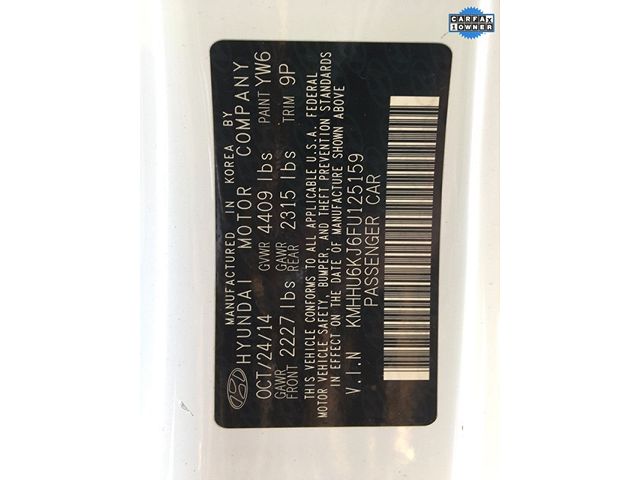 MANUFACTURED IN KOREA BY
HYUNDAI MOTOR COMPANY
OCT/24/14 GVWR 4409 lbs PAINT YW6
GAWR FRONT 2227 lbs GAWR REAR 2315 lbs TRIM 9P
THIS VEHICLE CONFORMS TO ALL APPLICABLE U.S.A. FEDERAL
MOTOR VEHICLE SAFETY, BUMPER, AND THEFT PREVENTION STANDARDS
IN EFFECT ON THE DATE OF MANUFACTURE SHOWN ABOVE
V.I.N KMHHU6KJ6FU125159
PASSENGER CAR
CARFAX
1 OWNER